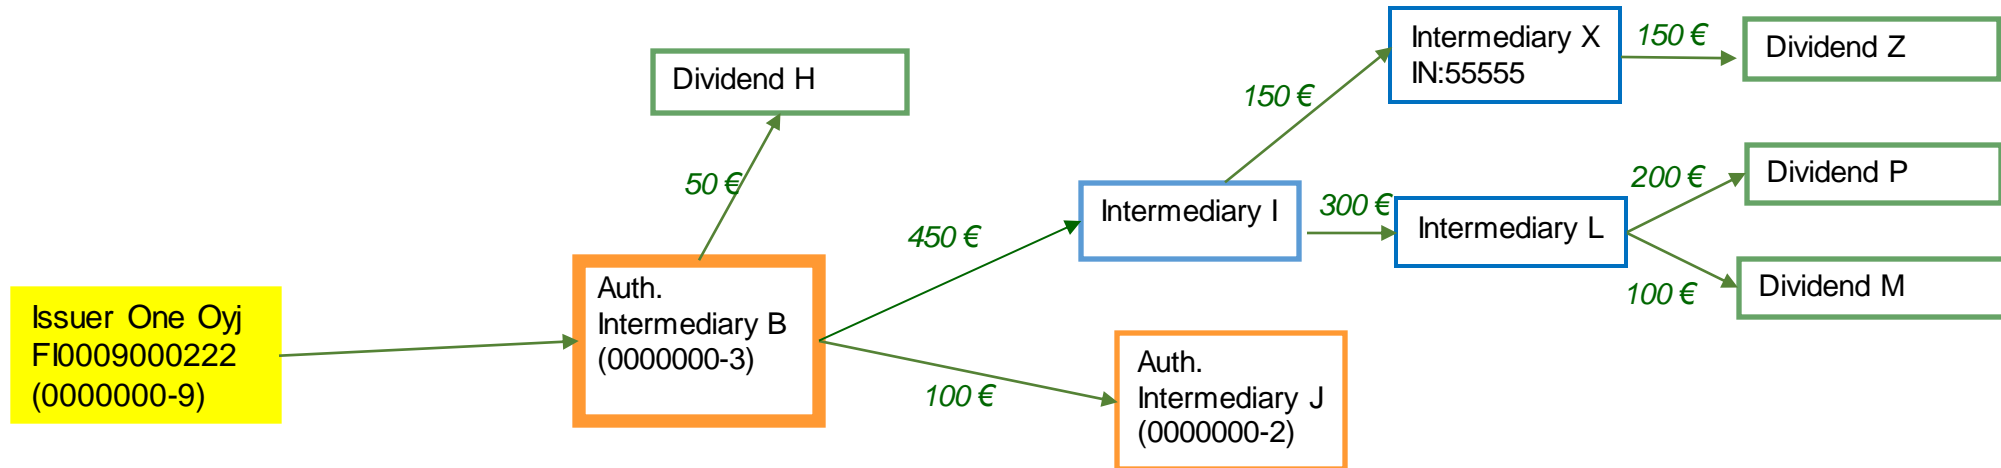 Intermediary X
IN:55555
150 €
Dividend Z
Dividend H
150 €
50 €
200 €
Dividend P
Intermediary I
300 €
Intermediary L
450 €
100 €
Dividend M
Issuer One Oyj
FI0009000222
(0000000-9)
Auth.
Intermediary B
(0000000-3)
100 €
Auth.
Intermediary J
(0000000-2)